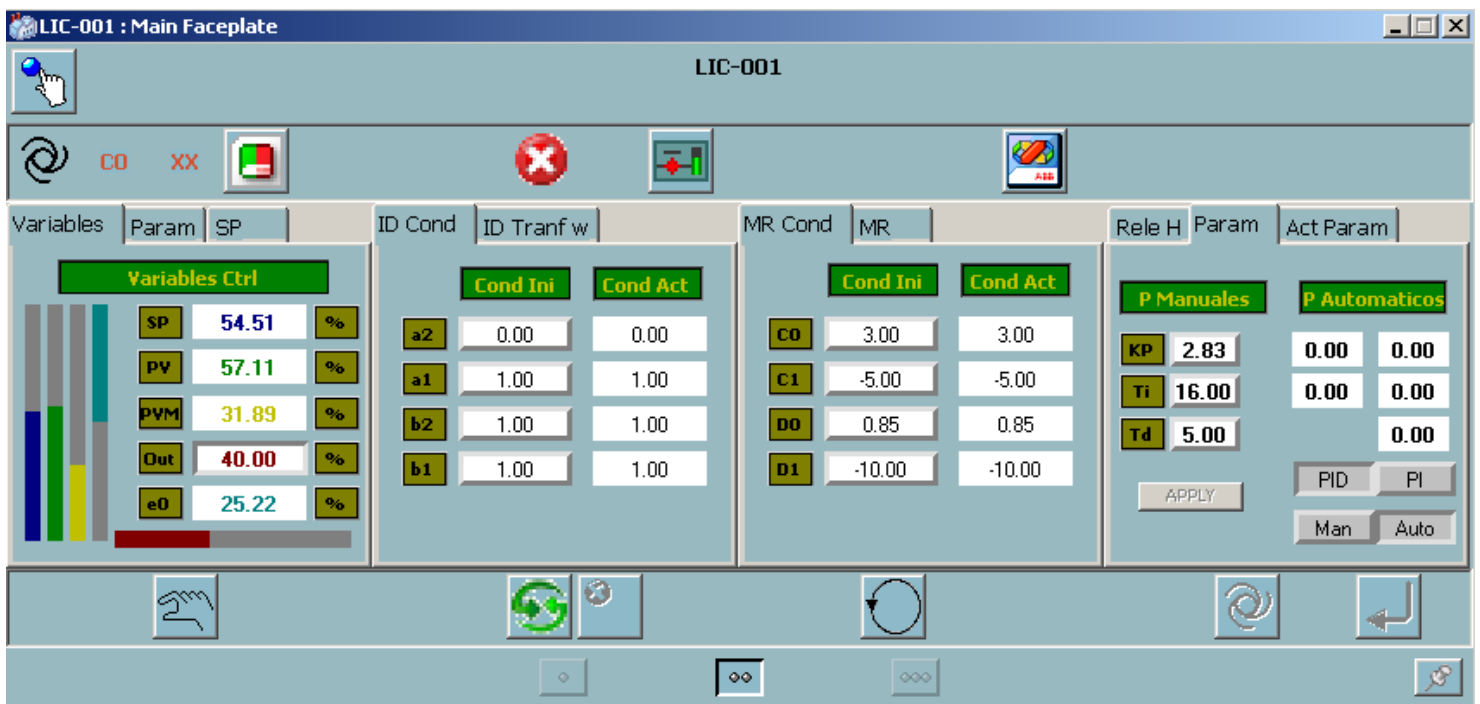 LIC-001 : Main Faceplate
LIC-001
C0 XX
ABB
Variables Param SP
Variables Ctrl
SP 54.51 %
PV 57.11 %
PVM 31.89 %
Out 40.00 %
e0 25.22 %
ID Cond ID Tranf w
Cond Ini Cond Act
a2 0.00 0.00
a1 1.00 1.00
b2 1.00 1.00
b1 1.00 1.00
MR Cond MR
Cond Ini Cond Act
C0 3.00 3.00
C1 -5.00 -5.00
D0 0.85 0.85
D1 -10.00 -10.00
Rele H Param Act Param
P Manuales P Automaticos
KP 2.83 0.00 0.00
Ti 16.00 0.00 0.00
Td 5.00 0.00
PID PI
APPLY
Man Auto